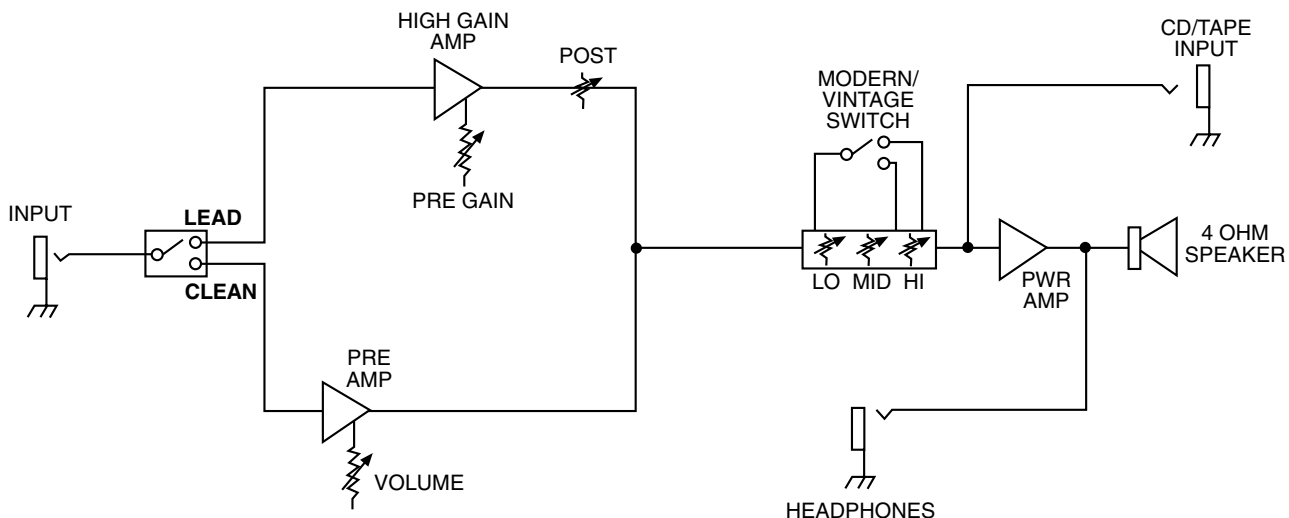 HIGH GAIN
AMP
POST
CD/TAPE
INPUT
MODERN/
VINTAGE
SWITCH
PRE GAIN
INPUT
LEAD
CLEAN
4 OHM
SPEAKER
LO MID HI
PWR
AMP
PRE
AMP
VOLUME
HEADPHONES